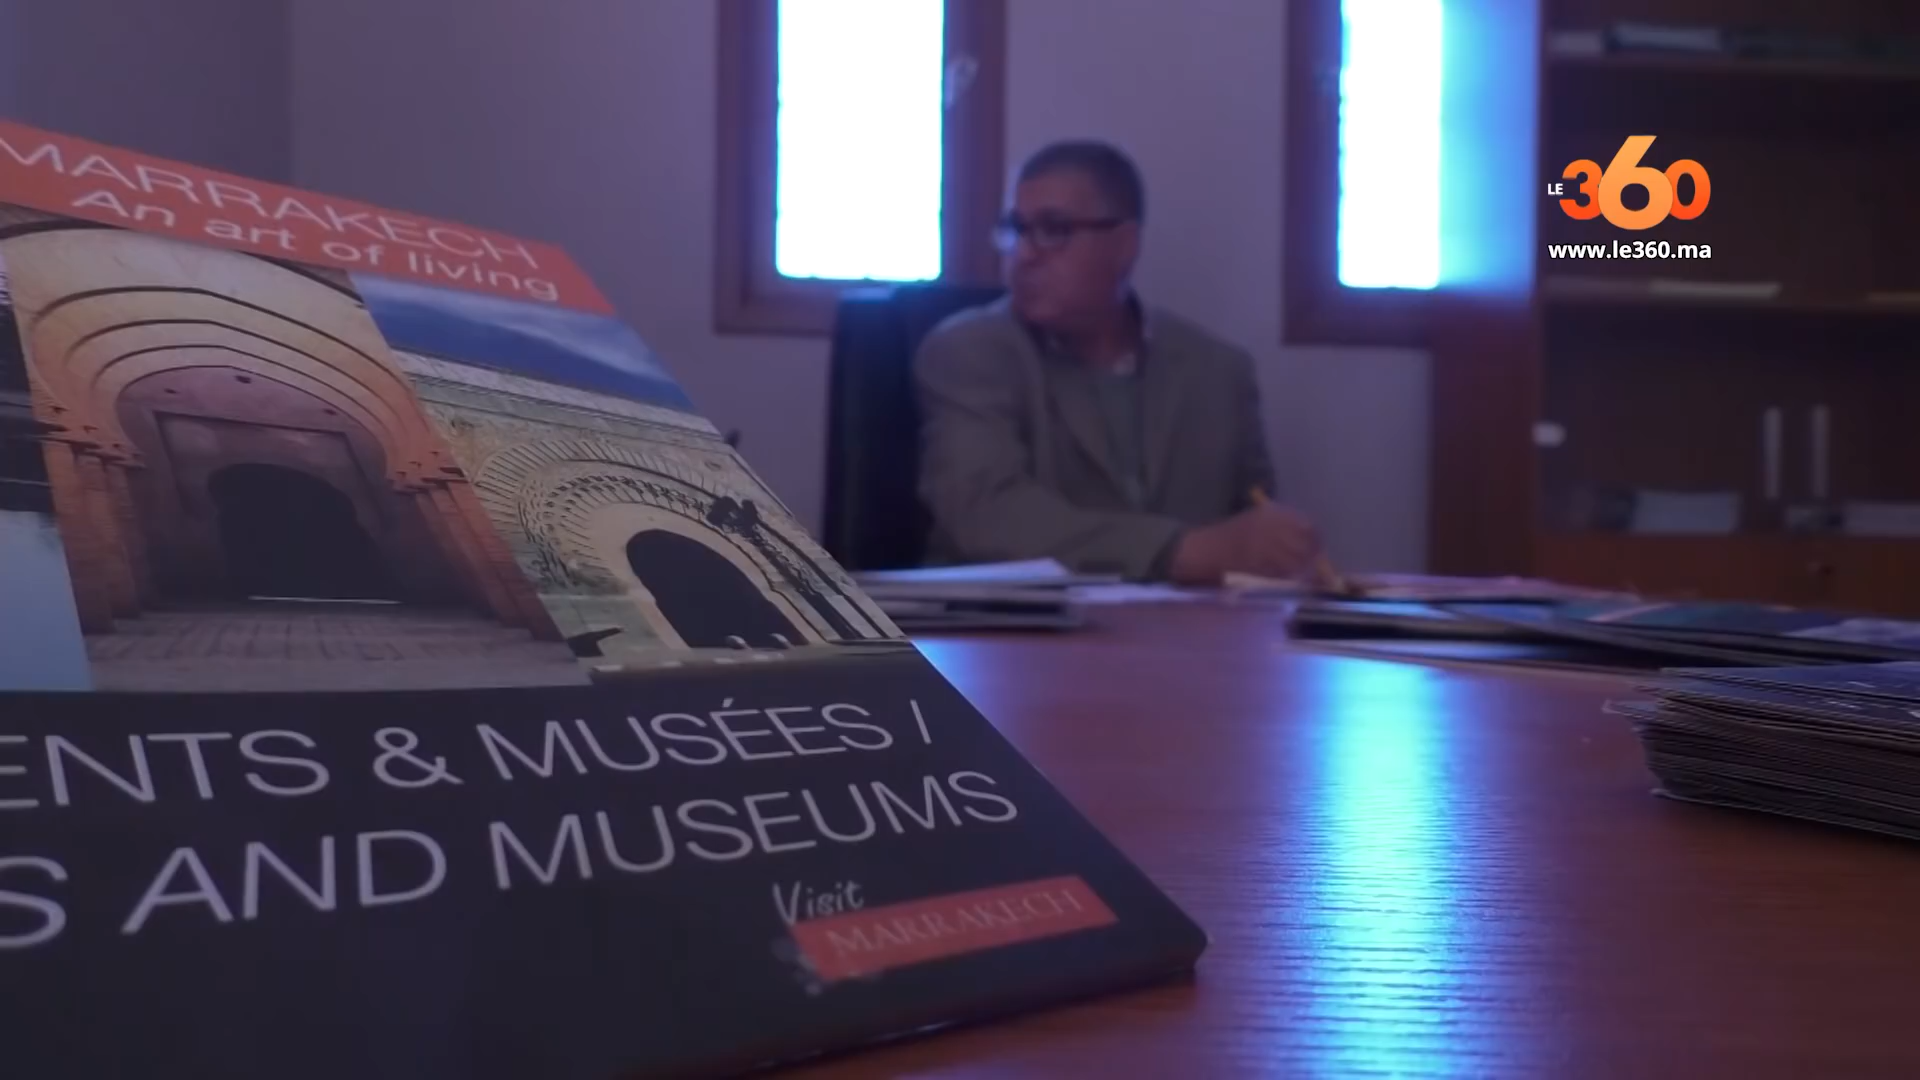 MARRAKECH
An art of living
ENTS & MUSÉES /
S AND MUSEUMS
Visit
MARRAKECH
LE 360
www.le360.ma